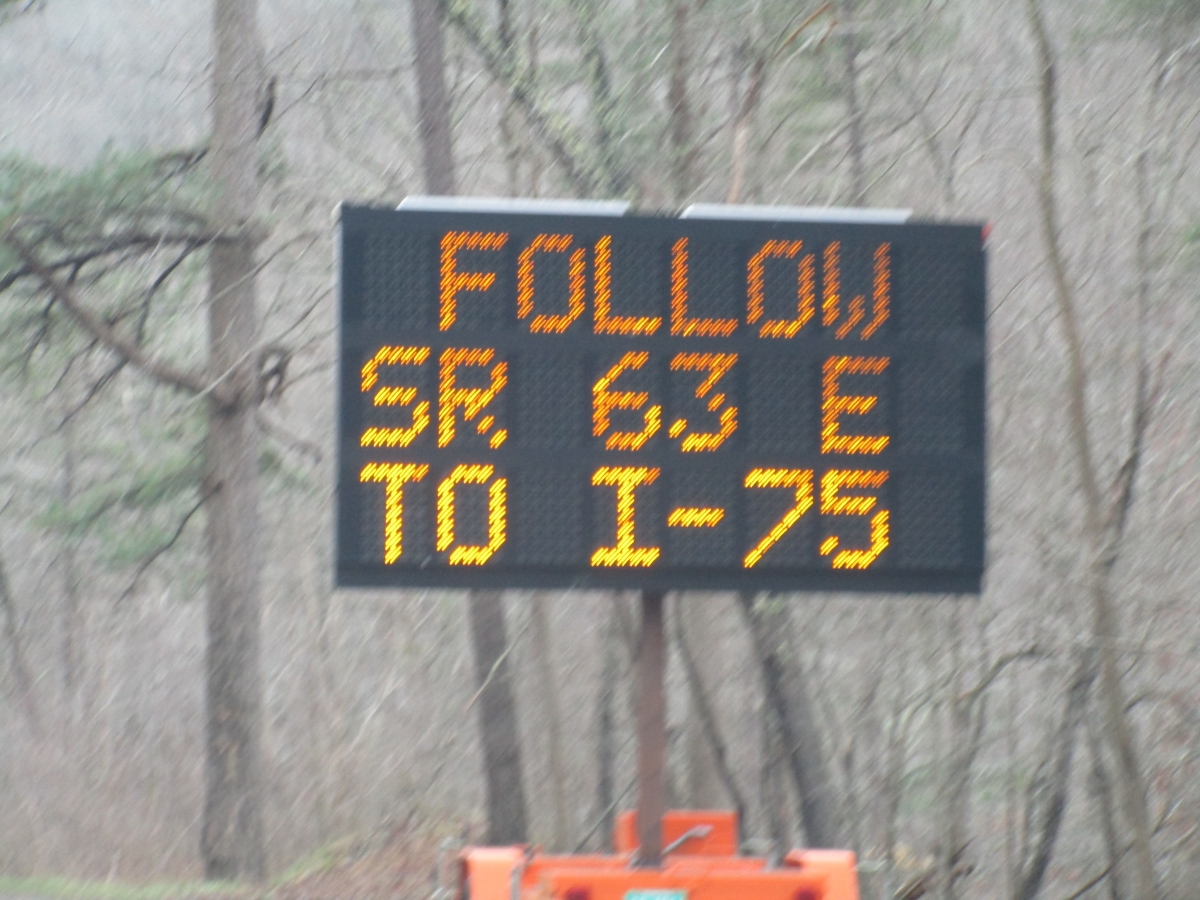 FOLLOW
SR 63 E
TO I-75